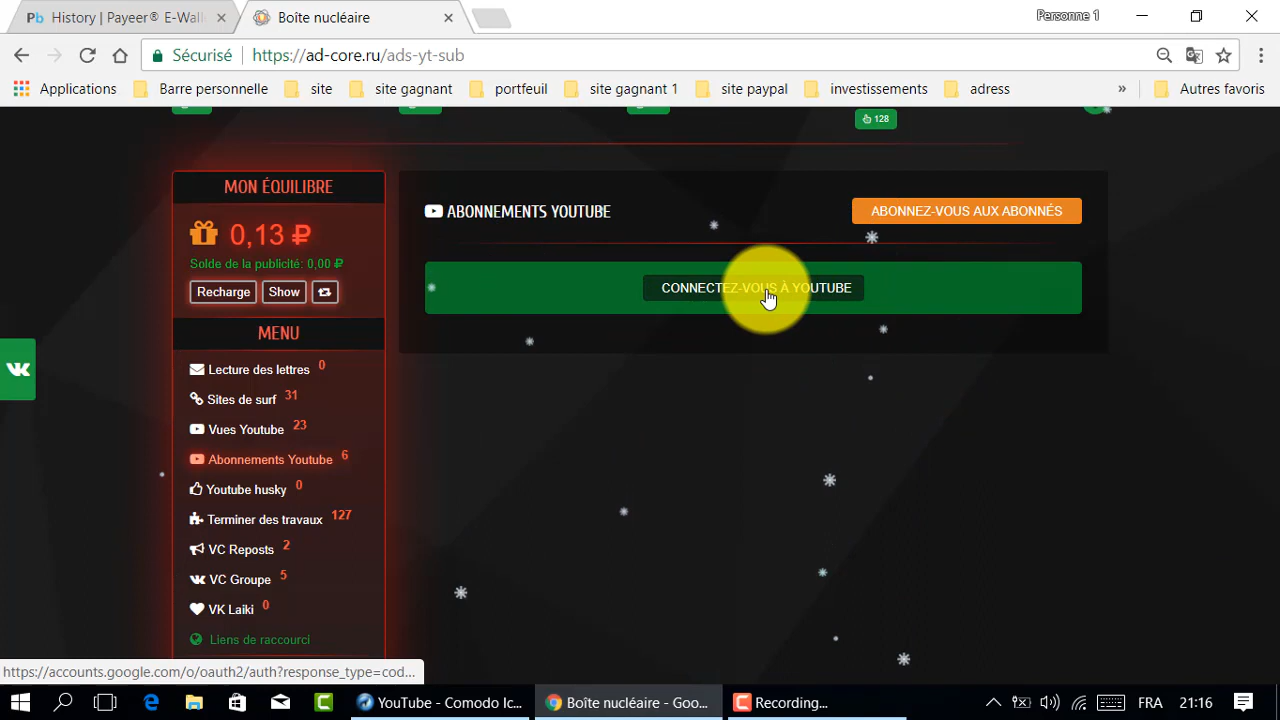 History | Payeer® E-Wall
Boîte nucléaire
Personne 1
Sécurisé
https://ad-core.ru/ads-yt-sub
Applications
Barre personnelle
site
site gagnant
portfeuil
site gagnant 1
site paypal
investissements
adress
»
Autres favoris
128
MON ÉQUILIBRE
0,13 ₽
Solde de la publicité: 0,00 ₽
Recharge
Show
MENU
Lecture des lettres 0
Sites de surf 31
Vues Youtube 23
Abonnements Youtube 6
Youtube husky 0
Terminer des travaux 127
VC Reposts 2
VC Groupe 5
VK Laiki 0
Liens de raccourci
ABONNEMENTS YOUTUBE
ABONNEZ-VOUS AUX ABONNÉS
CONNECTEZ-VOUS À YOUTUBE
https://accounts.google.com/o/oauth2/auth?response_type=cod...
YouTube - Comodo Ic...
Boîte nucléaire - Goo...
Recording...
FRA
21:16